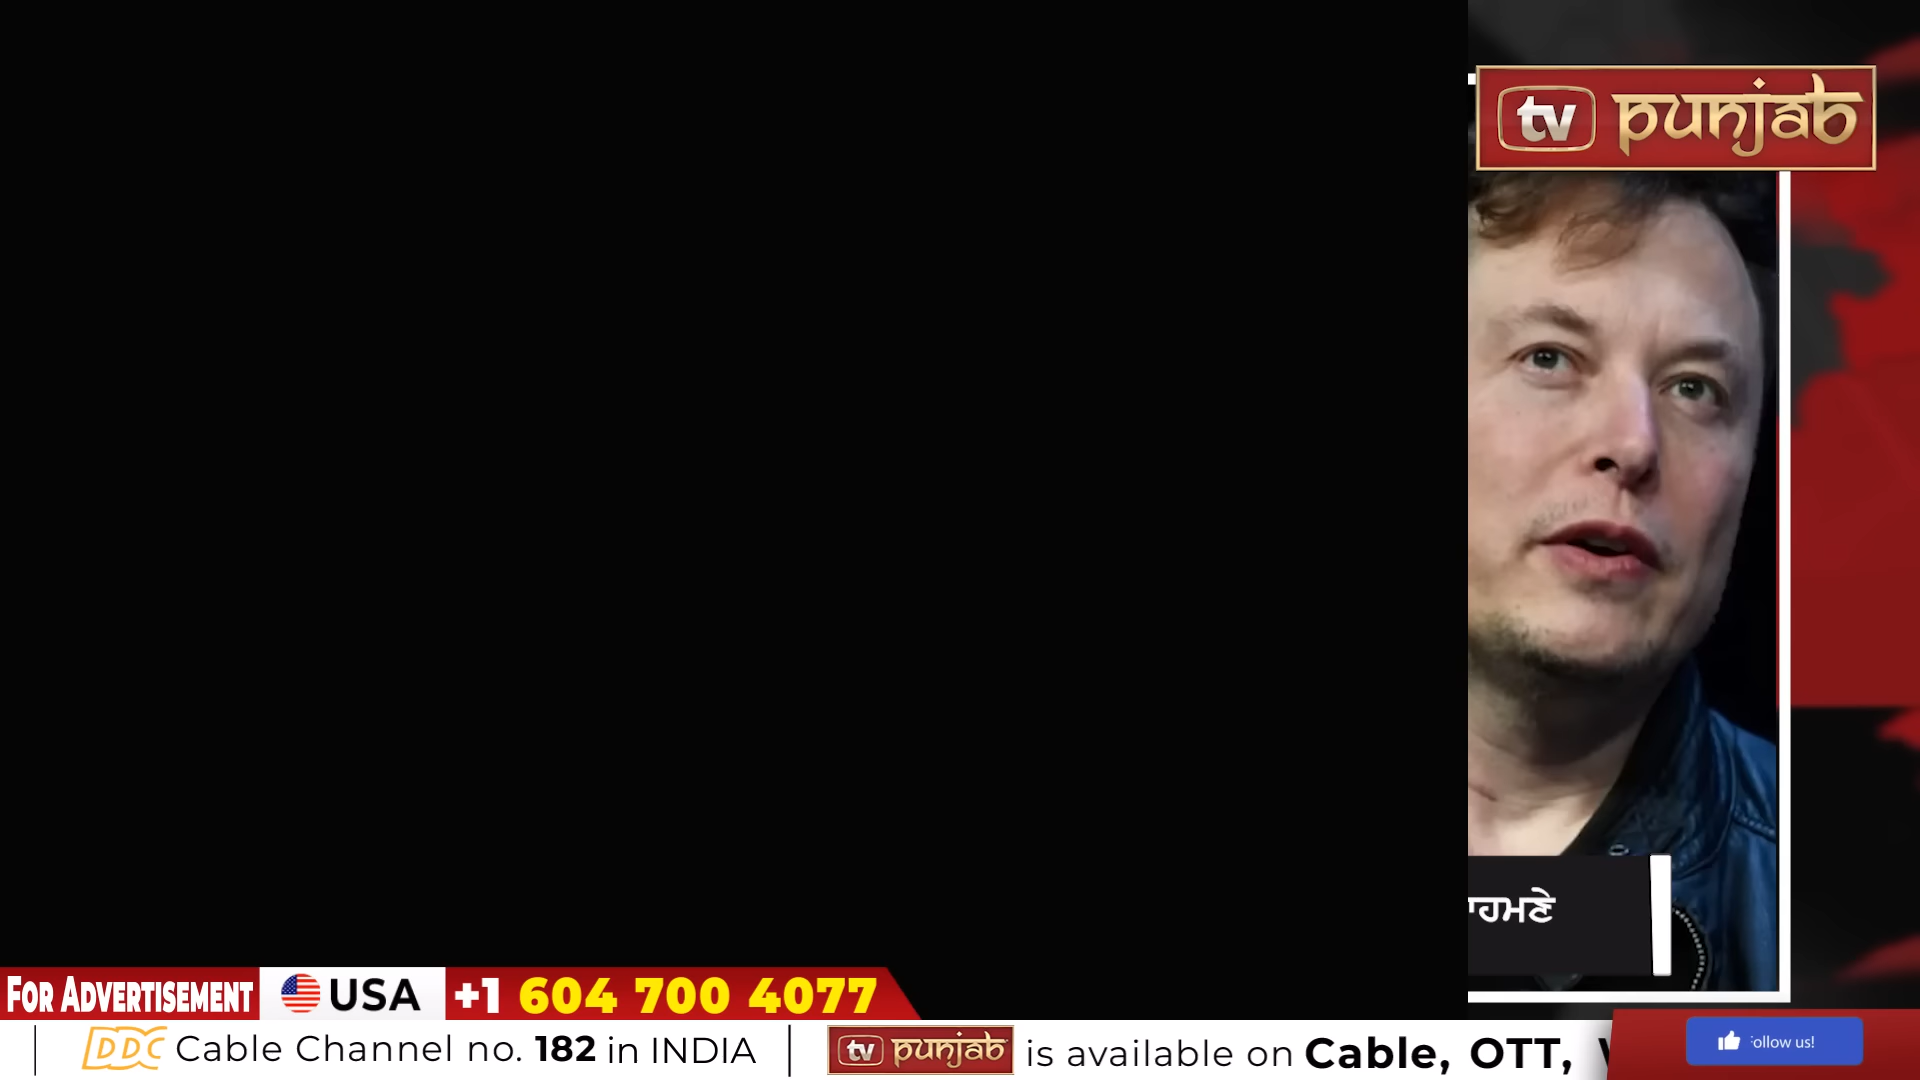 tv punjab
FOR ADVERTISEMENT USA +1 604 700 4077
DDC Cable Channel no. 182 in INDIA | tv punjab is available on Cable, OTT,
ollow us!